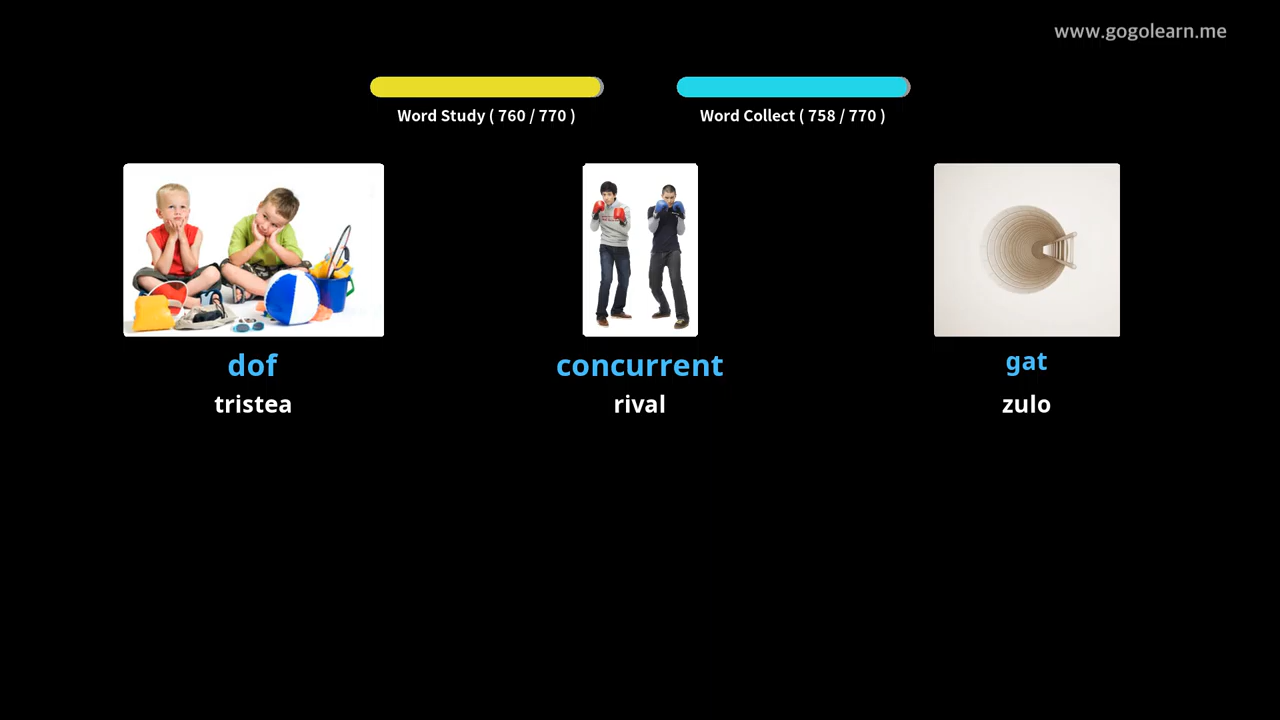 www.gogolearn.me
Word Study ( 760 / 770 )
Word Collect ( 758 / 770 )
dof
concurrent
gat
tristea
rival
zulo